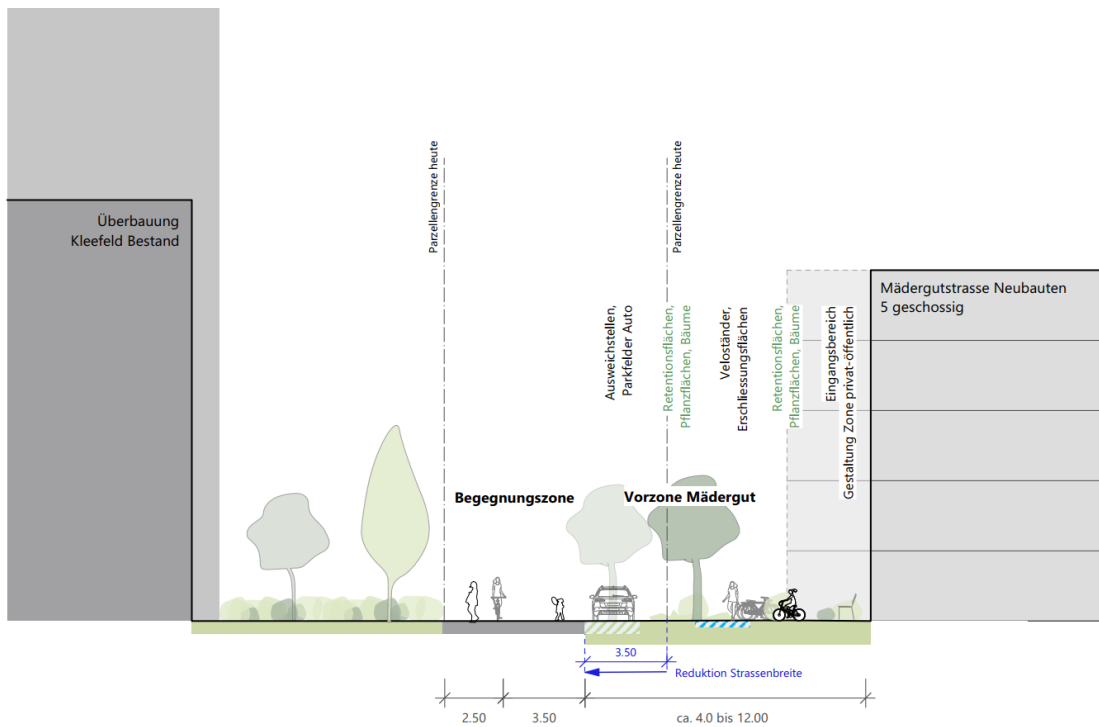 Parzellengrenze heute
Parzellengrenze heute
Überbauung
Kleefeld Bestand
Mädergutstrasse Neubauten
5 geschossig
Ausweichstellen,
Parkfelder Auto
Retentionsflächen,
Pflanzflächen, Bäume
Veloständer,
Erschliessungsflächen
Retentionsflächen,
Pflanzflächen, Bäume
Eingangsbereich
Gestaltung Zone privat-öffentlich
Begegnungszone
Vorzone Mädergut
3.50
Reduktion Strassenbreite
2.50
3.50
ca. 4.0 bis 12.00